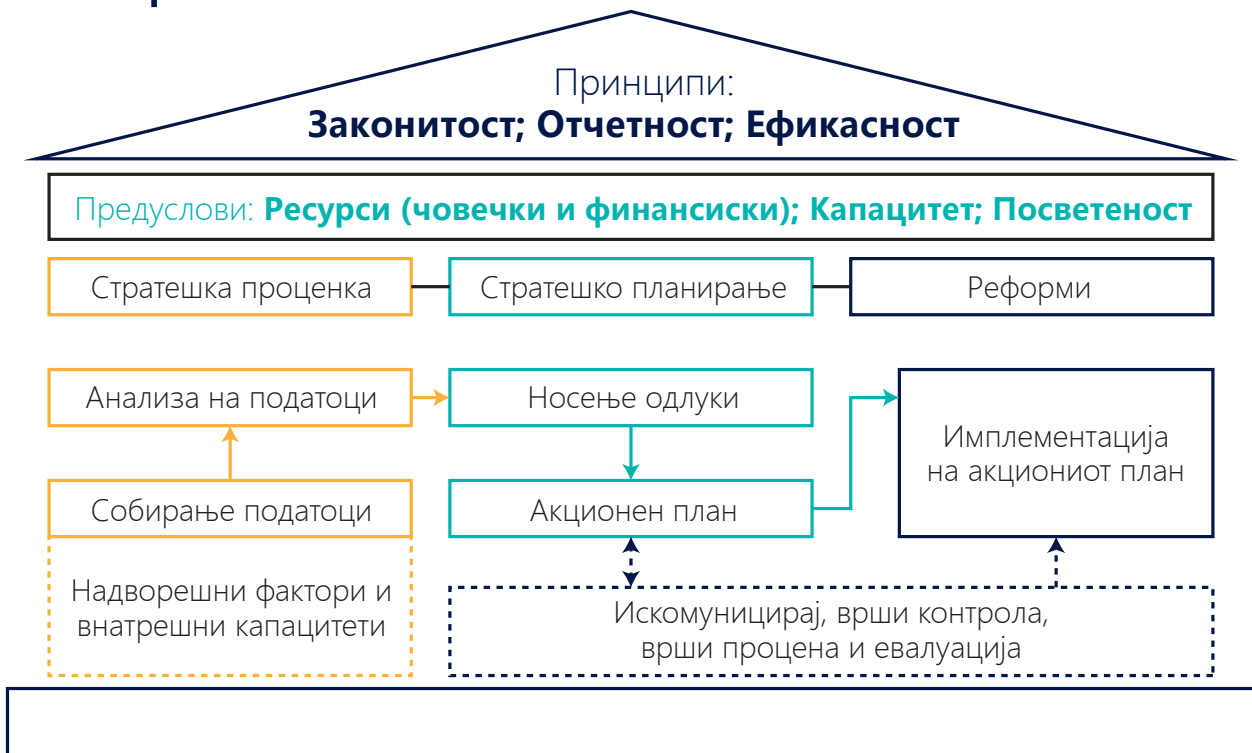 Принципи:
Законитост; Отчетност; Ефикасност
Предуслови: Ресурси (човечки и финансиски); Капацитет; Посветеност
Стратешка проценка
Стратешко планирање
Реформи
Анализа на податоци
Носење одлуки
Имплементација
на акциониот план
Собирање податоци
Акционен план
Надворешни фактори и
внатрешни капацитети
Искомуницирај, врши контрола,
врши процена и евалуација